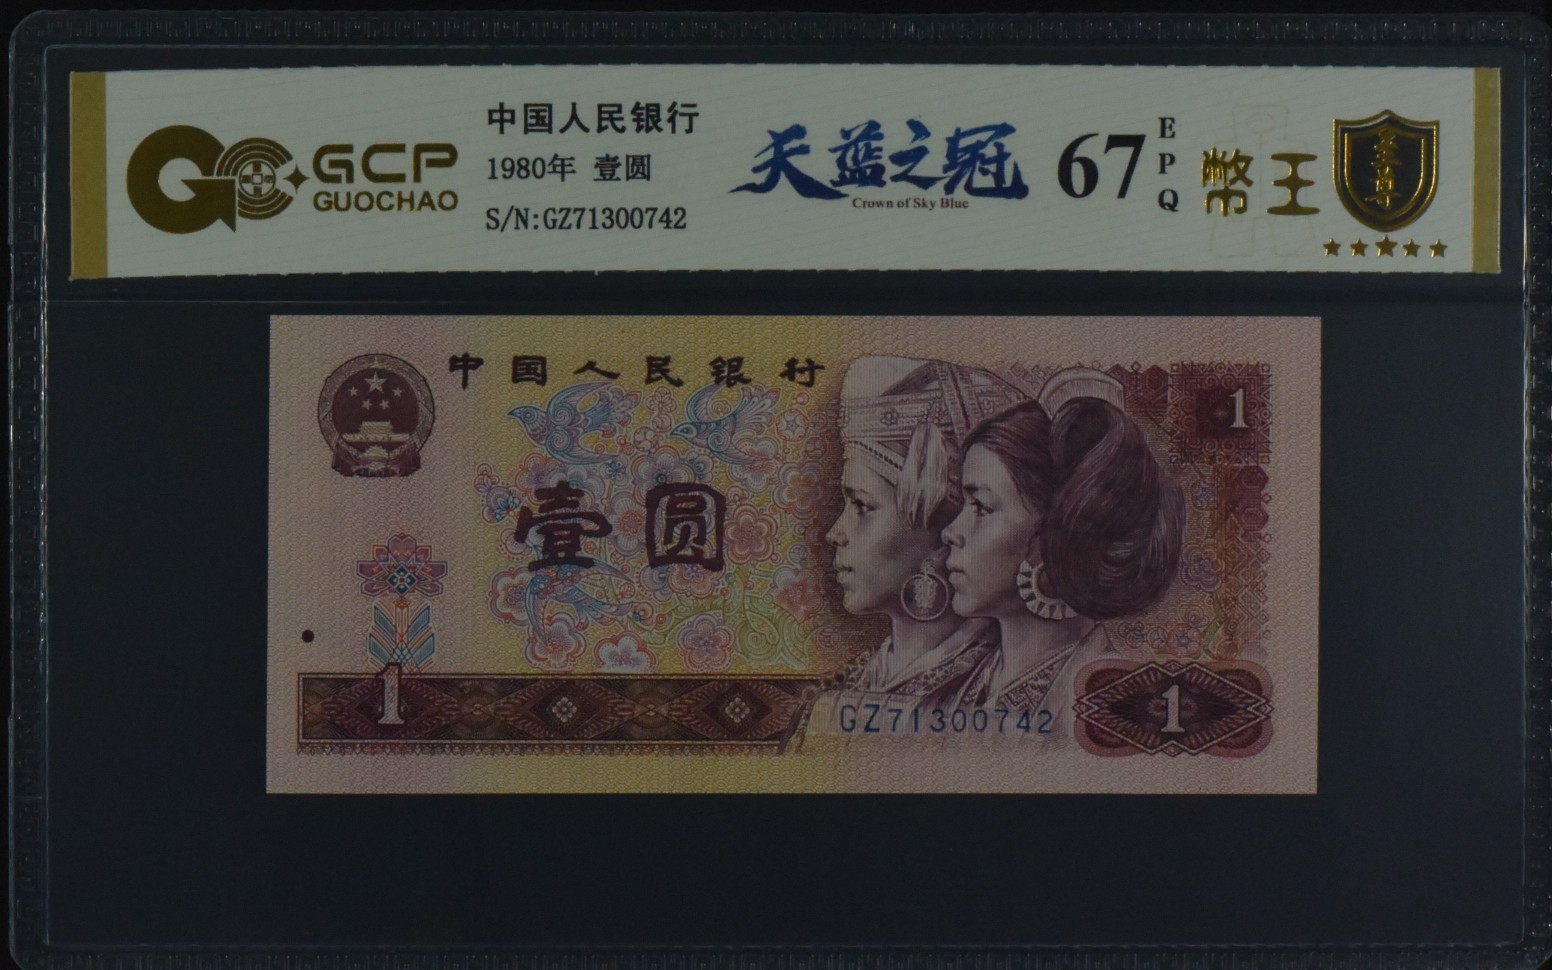 GCP
GUOCHAO
中国人民银行
1980年 壹圆
S/N:GZ71300742
天蓝之冠
Crown of Sky Blue
67
EPQ
幣王
至尊
中国人民银行
1
壹圆
1
GZ71300742
1